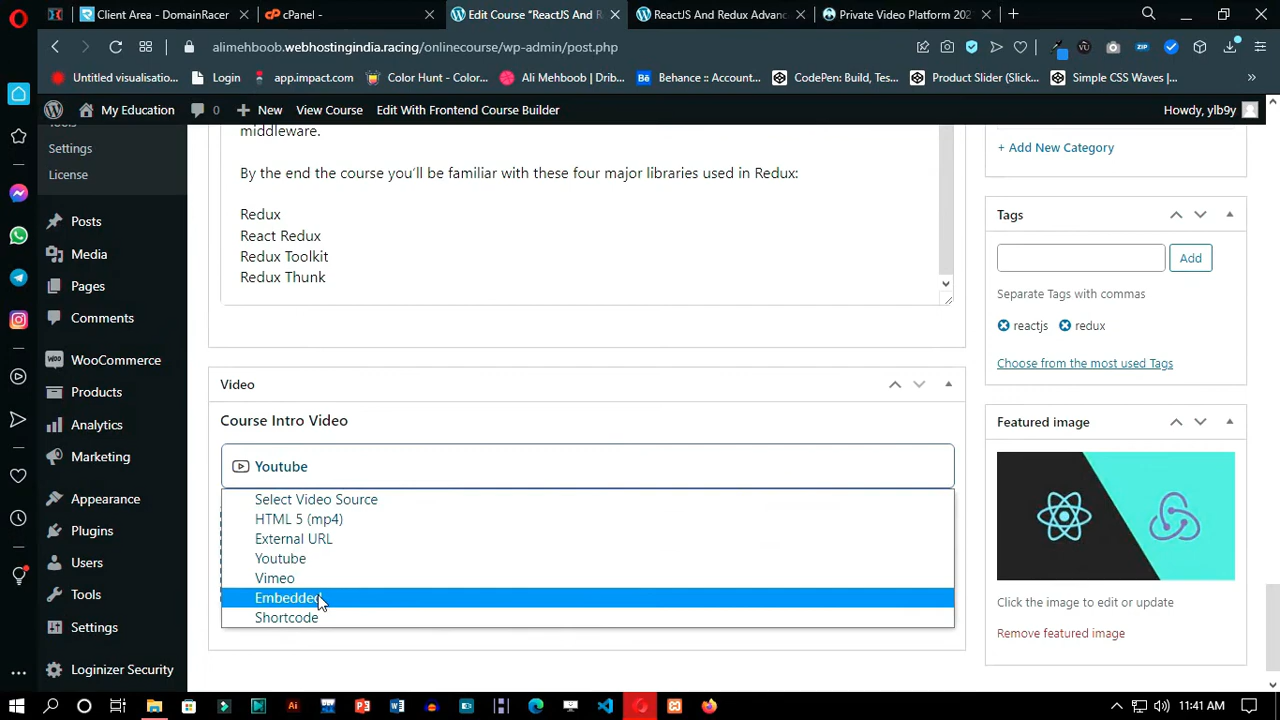 Client Area - DomainRacer
cPanel -
Edit Course "ReactJS And R
ReactJS And Redux Advanc
Private Video Platform 202
alimehboob.webhostingindia.racing/onlinecourse/wp-admin/post.php
Untitled visualisatio...
Login
app.impact.com
Color Hunt - Color...
Ali Mehboob | Drib...
Behance :: Account...
CodePen: Build, Tes...
Product Slider (Slick...
Simple CSS Waves |...
My Education
0
New
View Course
Edit With Frontend Course Builder
Howdy, ylb9y
Tools
Settings
License
Posts
Media
Pages
Comments
WooCommerce
Products
Analytics
Marketing
Appearance
Plugins
Users
Tools
Settings
Loginizer Security
middleware.
By the end the course you'll be familiar with these four major libraries used in Redux:
Redux
React Redux
Redux Toolkit
Redux Thunk
Video
Course Intro Video
Youtube
Select Video Source
HTML 5 (mp4)
External URL
Youtube
Vimeo
Embedded
Shortcode
+ Add New Category
Tags
Add
Separate Tags with commas
reactjs
redux
Choose from the most used Tags
Featured image
Click the image to edit or update
Remove featured image
11:41 AM